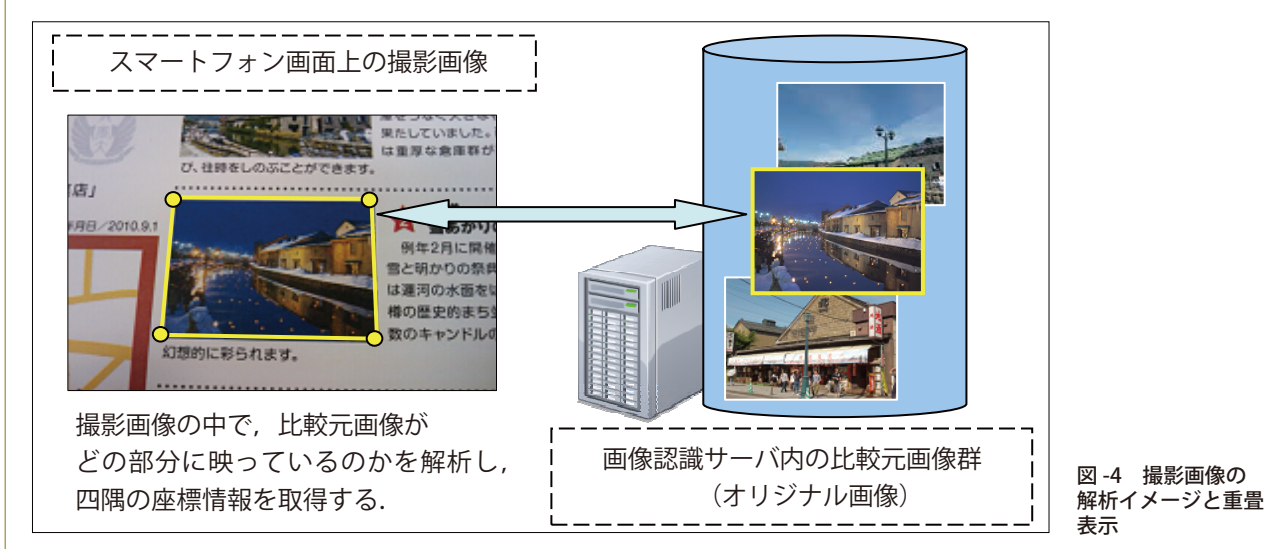 スマートフォン画面上の撮影画像
果たしていました。
は重厚な倉庫群が
び、往時をしのぶことができます。
店」
月日／2010.9.1
例年2月に開催
雪と明かりの祭典
は運河の水面を
樽の歴史的まち
数のキャンドルの
幻想的に彩られます。
撮影画像の中で，比較元画像が
どの部分に映っているのかを解析し，
四隅の座標情報を取得する．
画像認識サーバ内の比較元画像群
（オリジナル画像）
図 -4　撮影画像の
解析イメージと重畳
表示